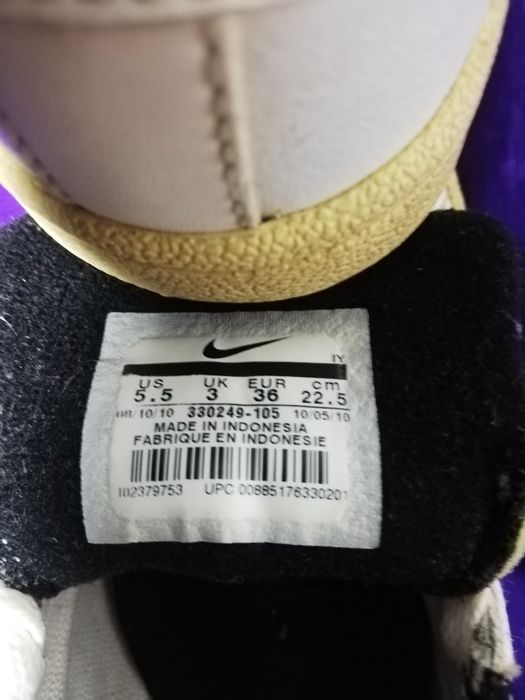 IY
US UK EUR cm
5.5 3 36 22.5
08/10/10 330249-105 10/05/10
MADE IN INDONESIA
FABRIQUE EN INDONESIE
102379753 UPC 00885176330201